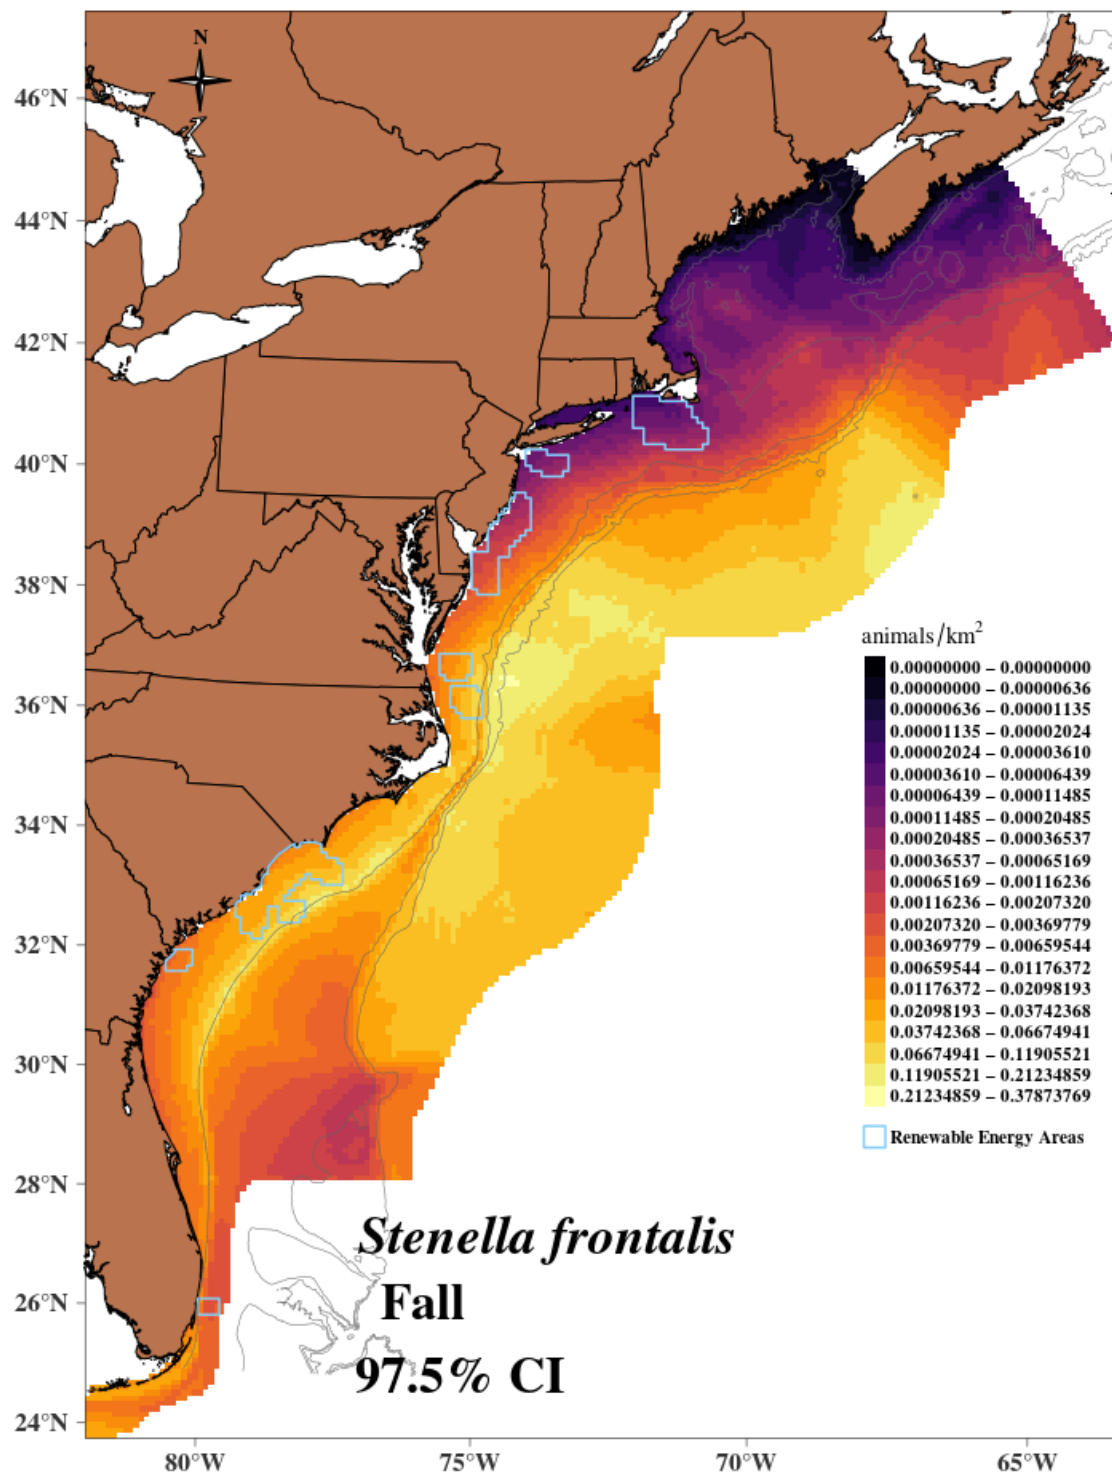 N
46°N
44°N
42°N
40°N
38°N
36°N
34°N
32°N
30°N
28°N
26°N
24°N
80°W
75°W
70°W
65°W
animals/km²
0.00000000 – 0.00000000
0.00000000 – 0.00000636
0.00000636 – 0.00001135
0.00001135 – 0.00002024
0.00002024 – 0.00003610
0.00003610 – 0.00006439
0.00006439 – 0.00011485
0.00011485 – 0.00020485
0.00020485 – 0.00036537
0.00036537 – 0.00065169
0.00065169 – 0.00116236
0.00116236 – 0.00207320
0.00207320 – 0.00369779
0.00369779 – 0.00659544
0.00659544 – 0.01176372
0.01176372 – 0.02098193
0.02098193 – 0.03742368
0.03742368 – 0.06674941
0.06674941 – 0.11905521
0.11905521 – 0.21234859
0.21234859 – 0.37873769
Renewable Energy Areas
Stenella frontalis
Fall
97.5% CI